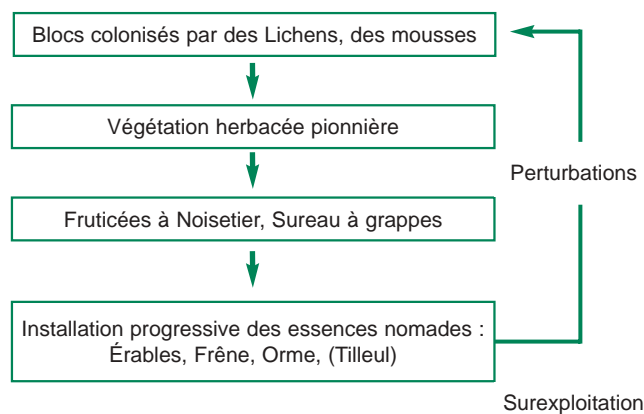 Blocs colonisés par des Lichens, des mousses
Végétation herbacée pionnière
Perturbations
Fruticées à Noisetier, Sureau à grappes
Installation progressive des essences nomades :
Érables, Frêne, Orme, (Tilleul)
Surexploitation